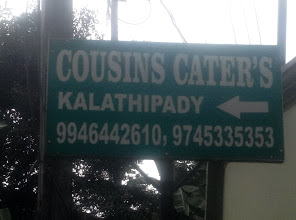 COUSINS CATER'S
KALATHIPADY
9946442610, 9745335353